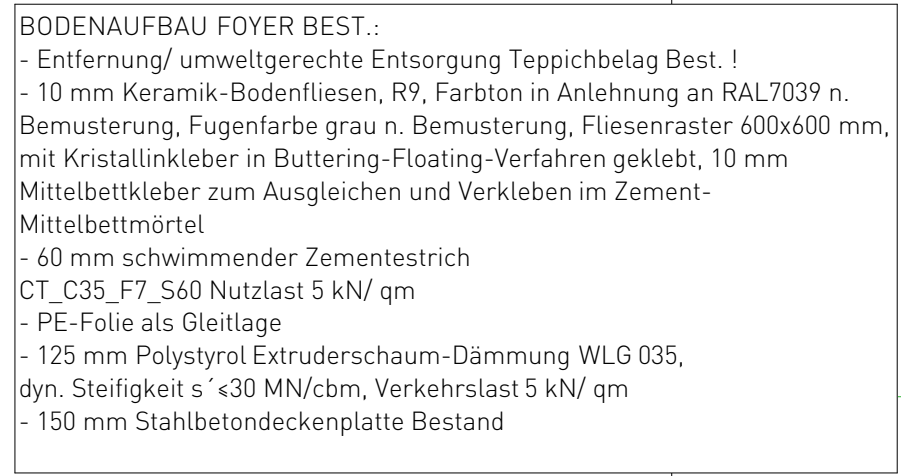 BODENAUFBAU FOYER BEST.:
- Entfernung/ umweltgerechte Entsorgung Teppichbelag Best. !
- 10 mm Keramik-Bodenfliesen, R9, Farbton in Anlehnung an RAL7039 n.
Bemusterung, Fugenfarbe grau n. Bemusterung, Fliesenraster 600x600 mm,
mit Kristallinkleber in Buttering-Floating-Verfahren geklebt, 10 mm
Mittelbettkleber zum Ausgleichen und Verkleben im Zement-
Mittelbettmörtel
- 60 mm schwimmender Zementestrich
CT_C35_F7_S60 Nutzlast 5 kN/ qm
- PE-Folie als Gleitlage
- 125 mm Polystyrol Extruderschaum-Dämmung WLG 035,
dyn. Steifigkeit s´≤30 MN/cbm, Verkehrslast 5 kN/ qm
- 150 mm Stahlbetondeckenplatte Bestand